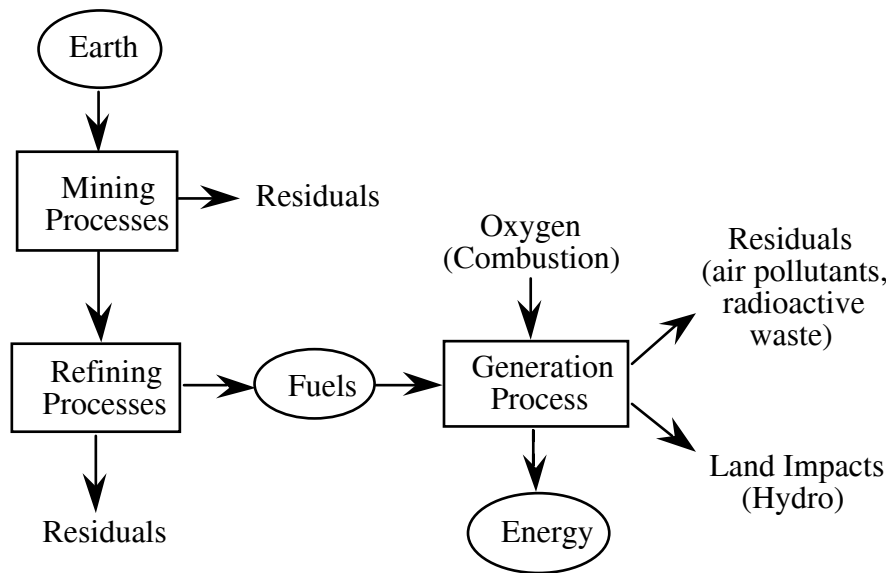 Earth
Mining
Processes
Residuals
Oxygen
(Combustion)
Residuals
(air pollutants,
radioactive
waste)
Refining
Processes
Fuels
Generation
Process
Land Impacts
(Hydro)
Residuals
Energy